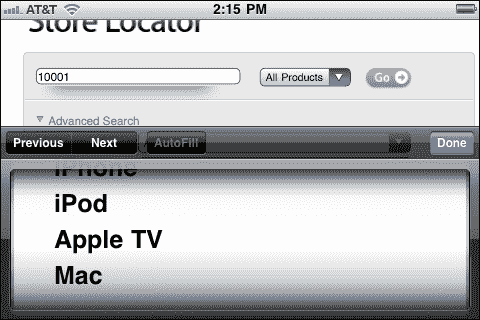 AT&T 2:15 PM
Store Locator
10001 All Products Go
Advanced Search
Previous Next AutoFill Done
iPhone
iPod
Apple TV
Mac